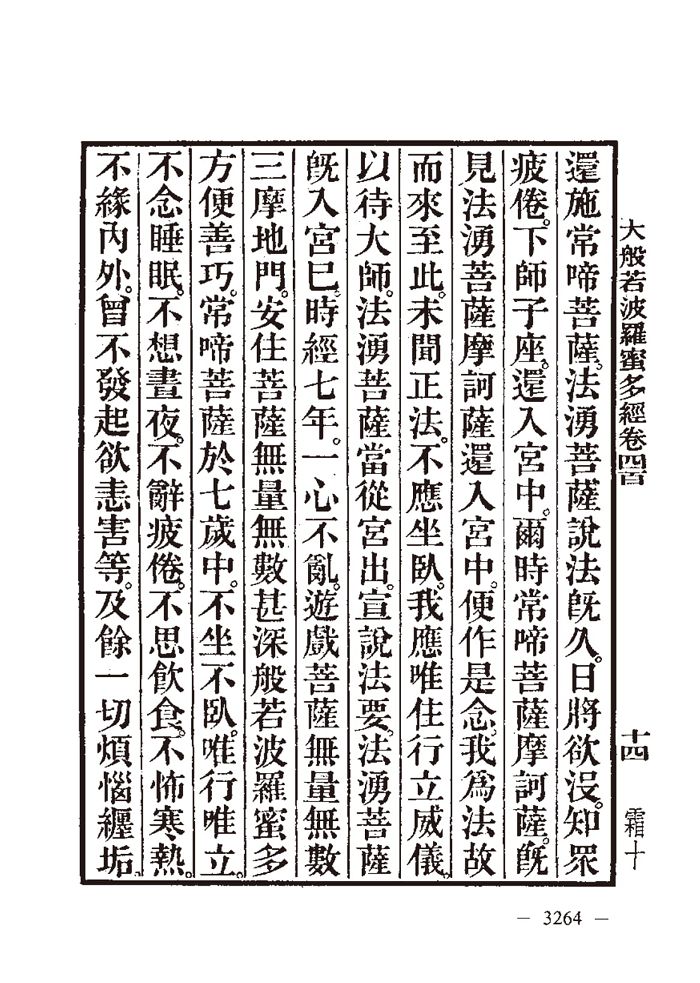 大般若波羅蜜多經卷四百
十四
霜十
還施常啼菩薩。法湧菩薩說法旣久。日將欲沒。知眾
疲倦。下師子座。還入宮中。爾時常啼菩薩摩訶薩。旣
見法湧菩薩摩訶薩還入宮中。便作是念。我爲法故
而來至此。未聞正法。不應坐臥。我應唯住行立威儀。
以待大師。法湧菩薩當從宮出。宣說法要。法湧菩薩
旣入宮已。時經七年。一心不亂。遊戲菩薩無量無數
三摩地門。安住菩薩無量無數甚深般若波羅蜜多
方便善巧。常啼菩薩於七歲中。不坐不臥。唯行唯立。
不念睡眠。不想晝夜。不辭疲倦。不思飮食。不怖寒熱。
不緣內外。曾不發起欲恚害等。及餘一切煩惱纏垢。
— 3264 —